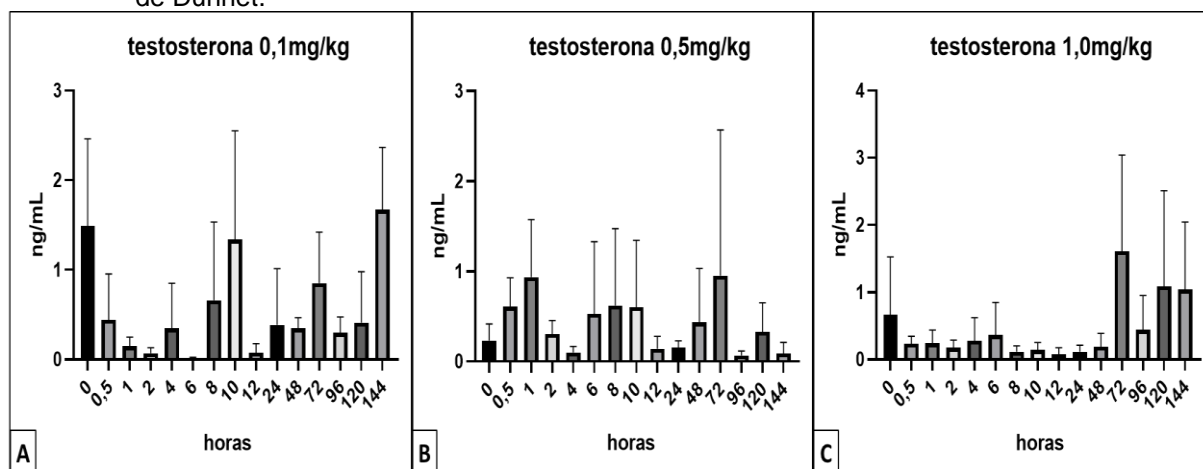 de Dunnet.
testosterona 0,1mg/kg
3
2
1
0
ng/mL
0 0,5 1 2 4 6 8 10 12 24 48 72 96 120 144
horas
A
testosterona 0,5mg/kg
3
2
1
0
ng/mL
0 0,5 1 2 4 6 8 10 12 24 48 72 96 120 144
horas
B
testosterona 1,0mg/kg
4
3
2
1
0
ng/mL
0 0,5 1 2 4 6 8 10 12 24 48 72 96 120 144
horas
C